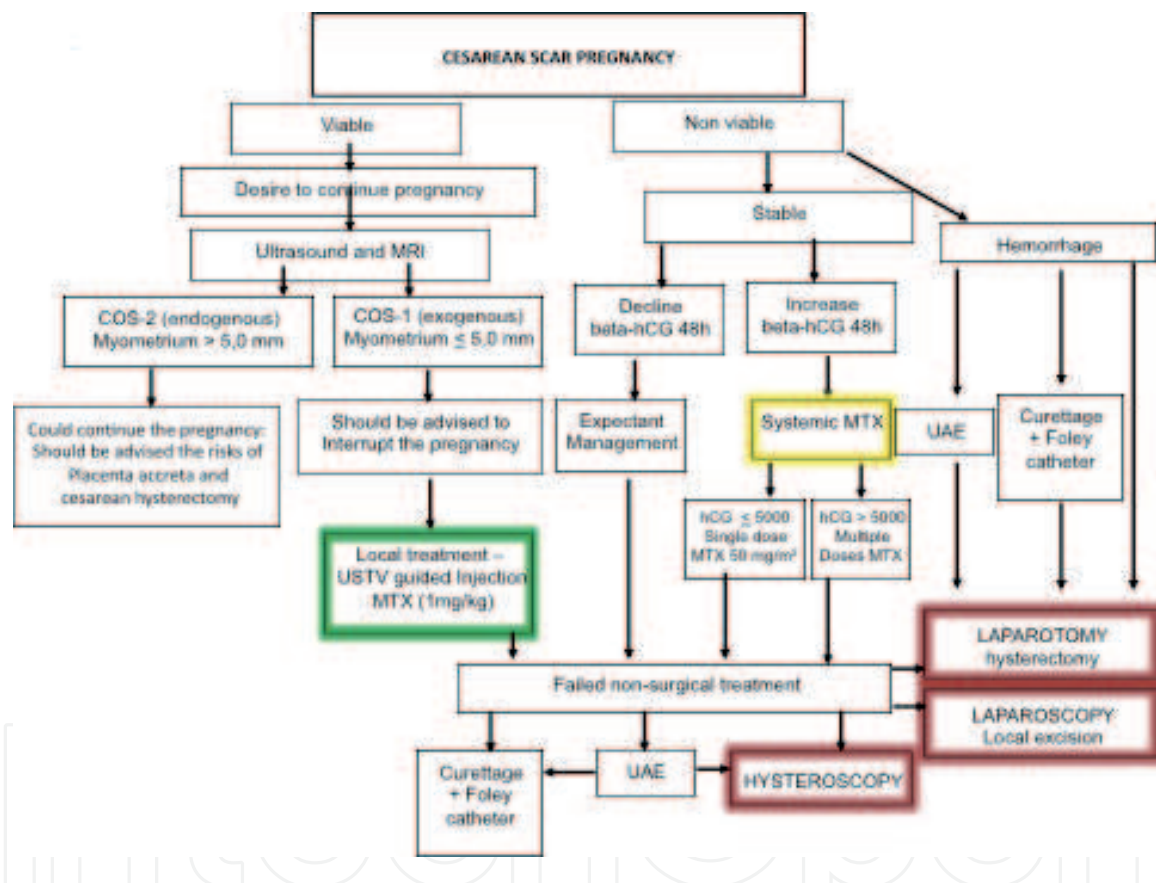 CESAREAN SCAR PREGNANCY
Viable
Non viable
Desire to continue pregnancy
Stable
Ultrasound and MRI
Hemorrhage
COS-2 (endogenous)
Myometrium > 5,0 mm
COS-1 (exogenous)
Myometrium ≤ 5,0 mm
Decline
beta-hCG 48h
Increase
beta-hCG 48h
Could continue the pregnancy:
Should be advised the risks of
Placenta accreta and
cesarean hysterectomy
Should be advised to
Interrupt the pregnancy
Expectant
Management
Systemic MTX
UAE
Curettage
+ Foley
catheter
Local treatment –
USTV guided Injection
MTX (1mg/kg)
hCG ≤ 5000
Single dose
MTX 50 mg/m²
hCG > 5000
Multiple
Doses MTX
LAPAROTOMY
hysterectomy
Failed non-surgical treatment
LAPAROSCOPY
Local excision
Curettage
+ Foley
catheter
UAE
HYSTEROSCOPY